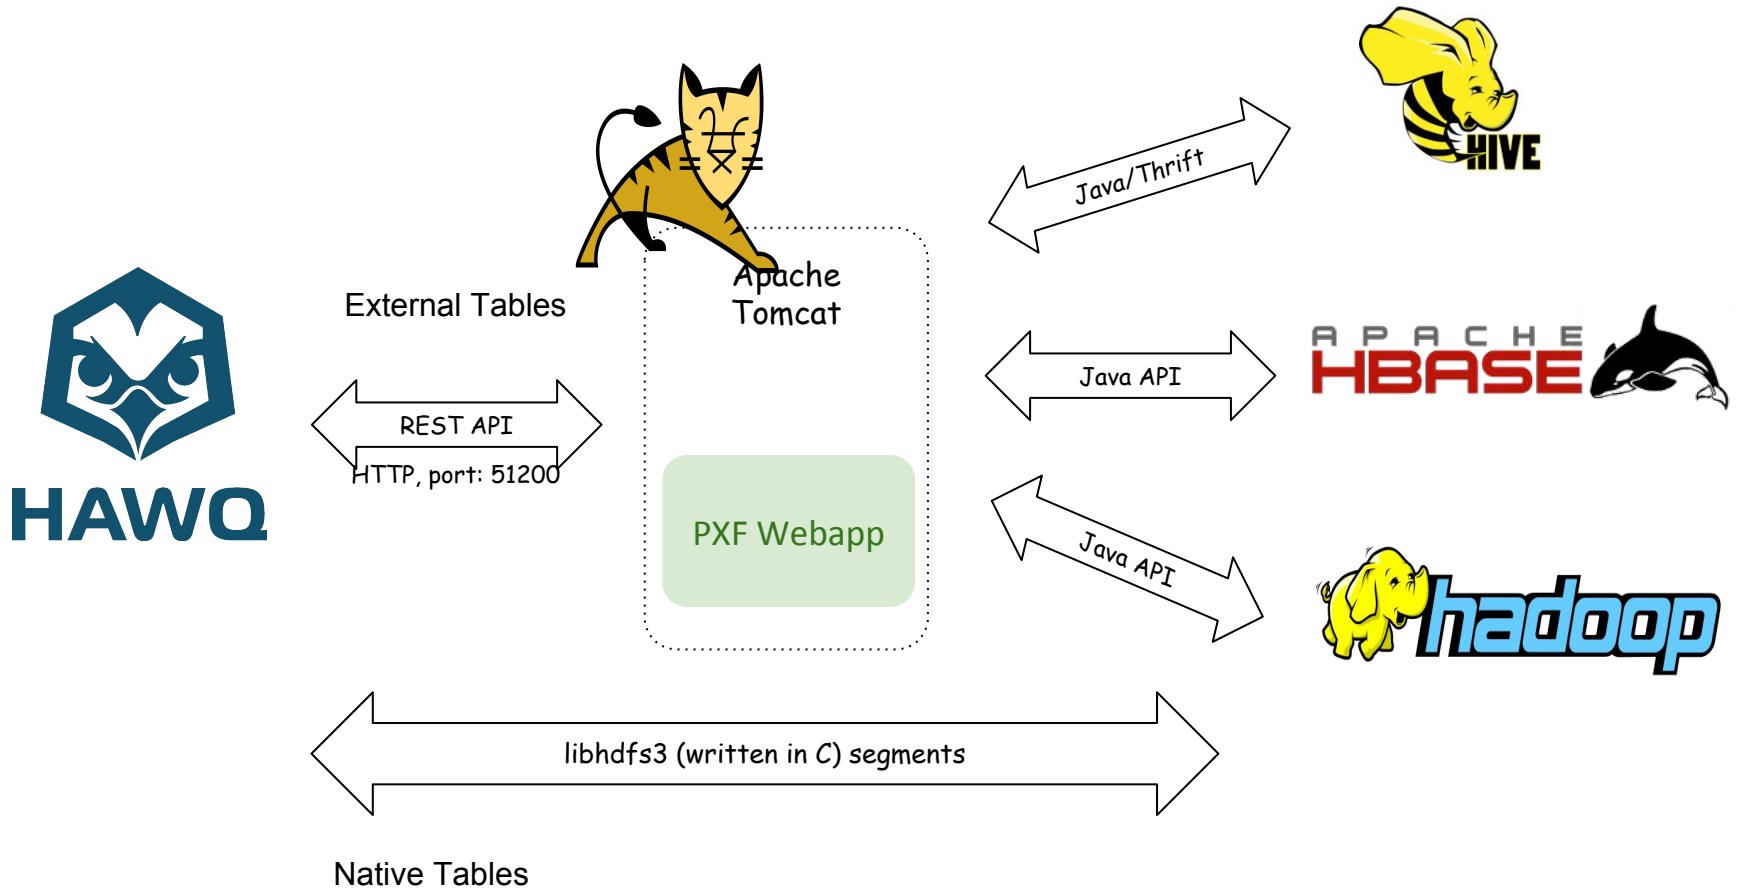 HIVE
Java/Thrift
Apache
Tomcat
External Tables
APACHE
HBASE
Java API
REST API
HTTP, port: 51200
HAWQ
PXF Webapp
Java API
hadoop
libhdfs3 (written in C) segments
Native Tables